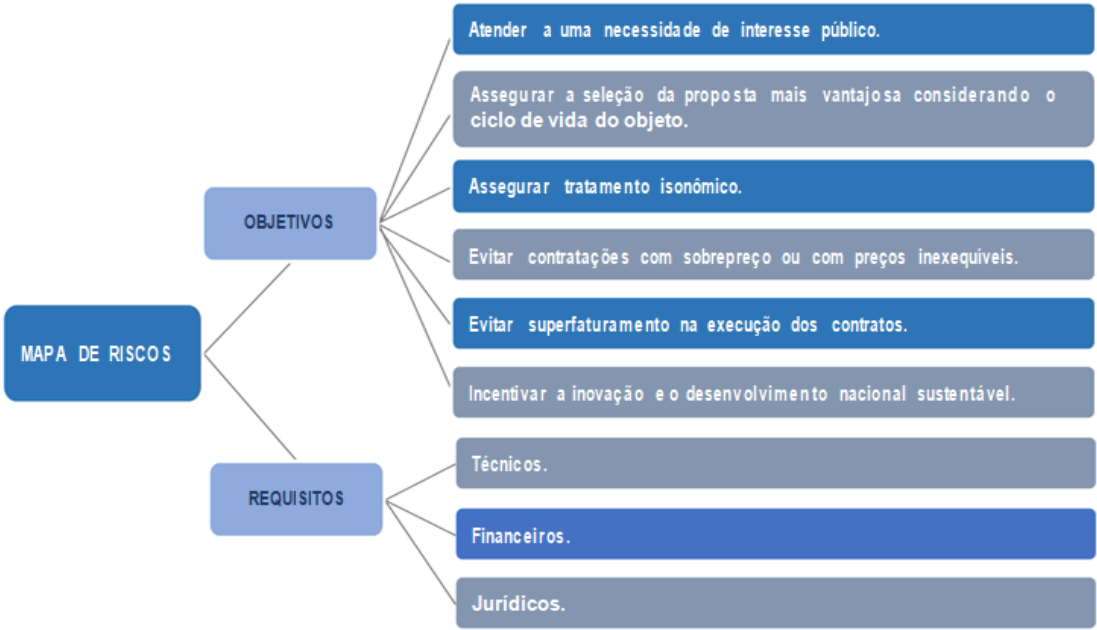 Atender a uma necessidade de interesse público.
Assegurar a seleção da proposta mais vantajosa considerando o
ciclo de vida do objeto.
Assegurar tratamento isonômico.
OBJETIVOS
Evitar contratações com sobrepreço ou com preços inexequíveis.
Evitar superfaturamento na execução dos contratos.
MAPA DE RISCOS
Incentivar a inovação e o desenvolvimento nacional sustentável.
Técnicos.
REQUISITOS
Financeiros.
Jurídicos.